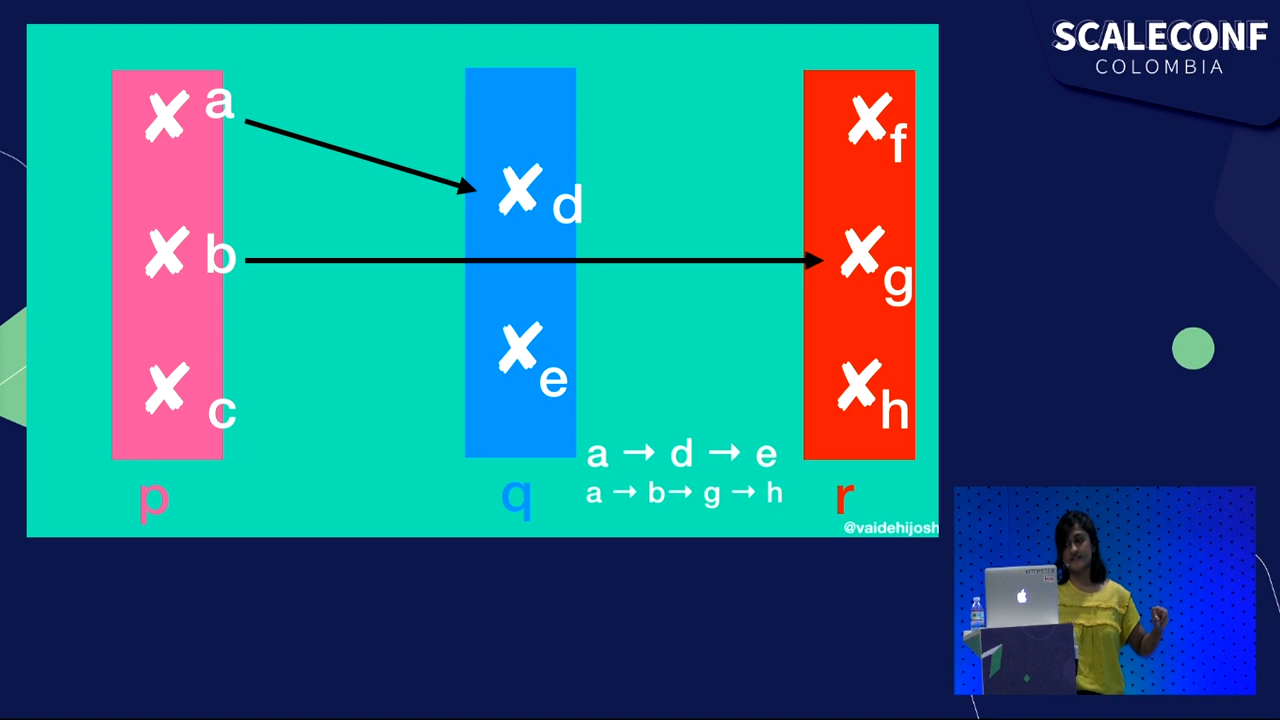 SCALECONF
COLOMBIA
a
f
d
b
g
e
c
h
a → d → e
a → b→ g → h
p
q
r
@vaidehijosh